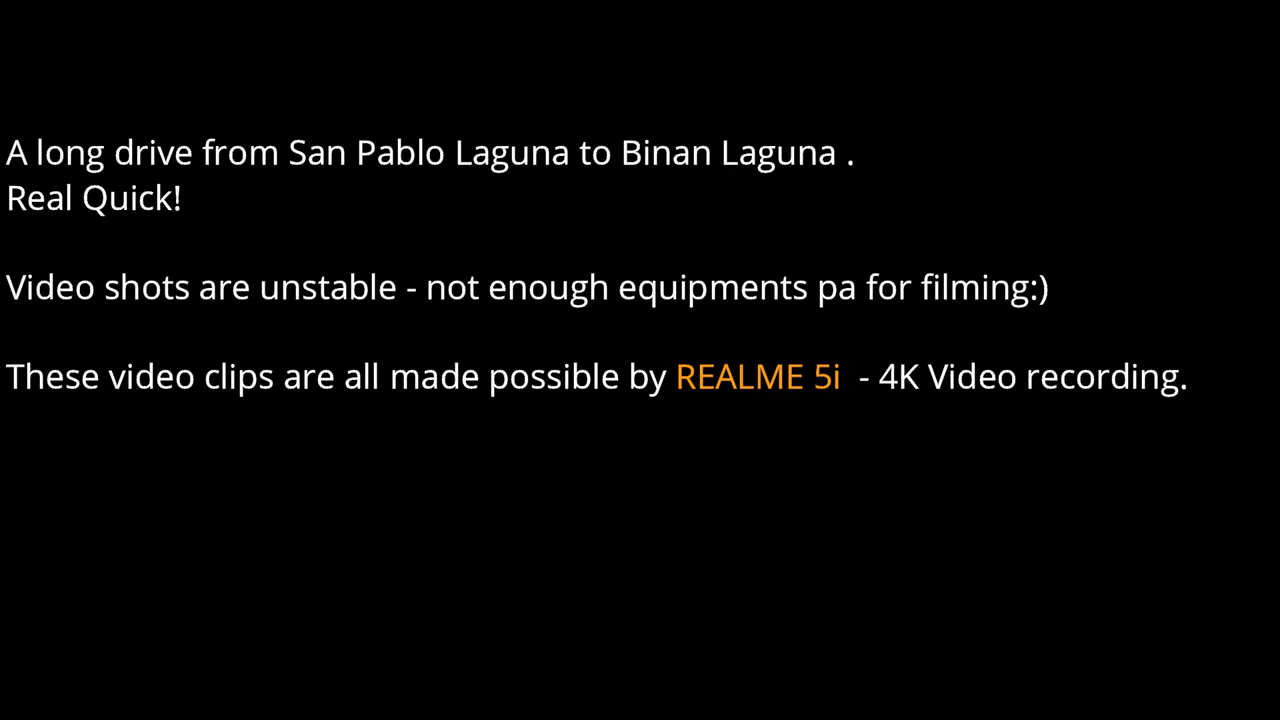 A long drive from San Pablo Laguna to Binan Laguna .
Real Quick!
Video shots are unstable - not enough equipments pa for filming:)
These video clips are all made possible by REALME 5i - 4K Video recording.